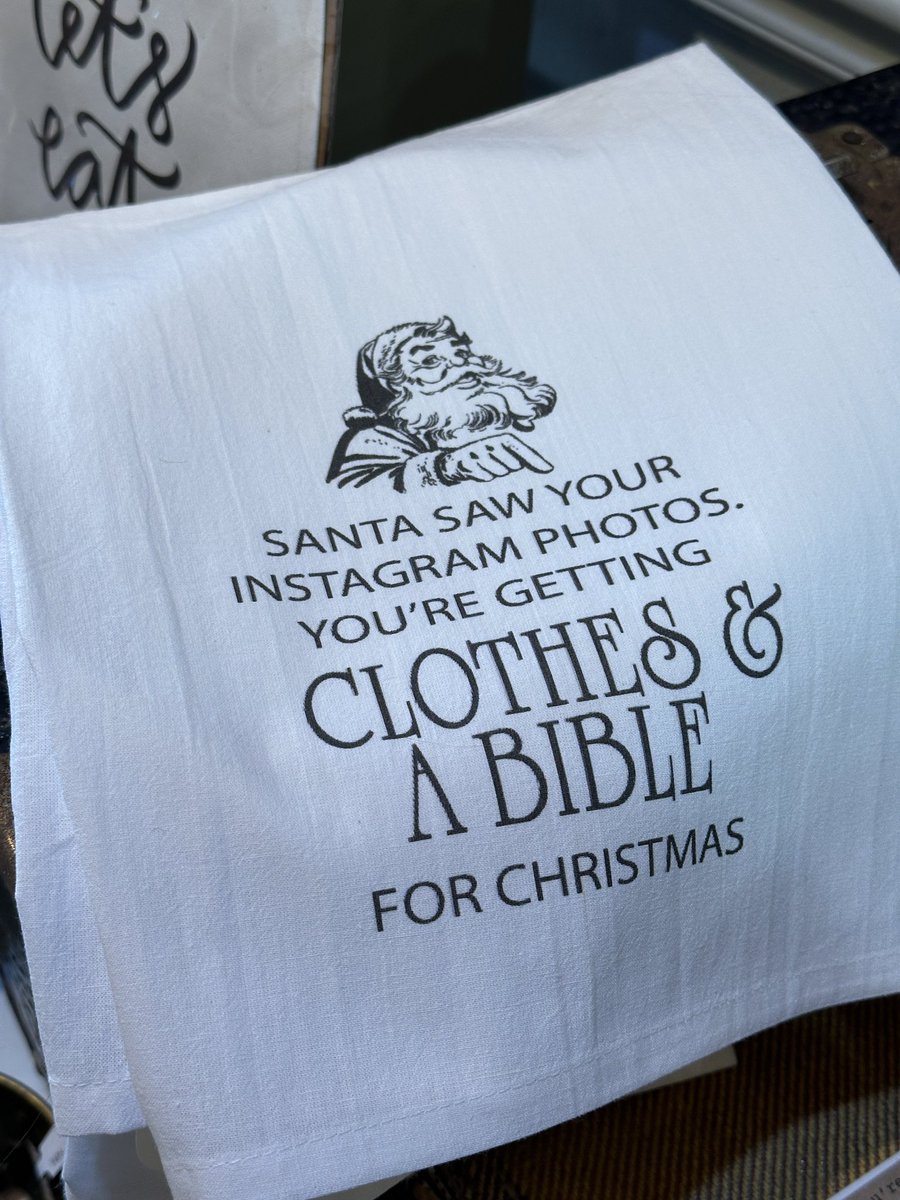 let's
eat
SANTA SAW YOUR
INSTAGRAM PHOTOS.
YOU'RE GETTING
CLOTHES &
A BIBLE
FOR CHRISTMAS